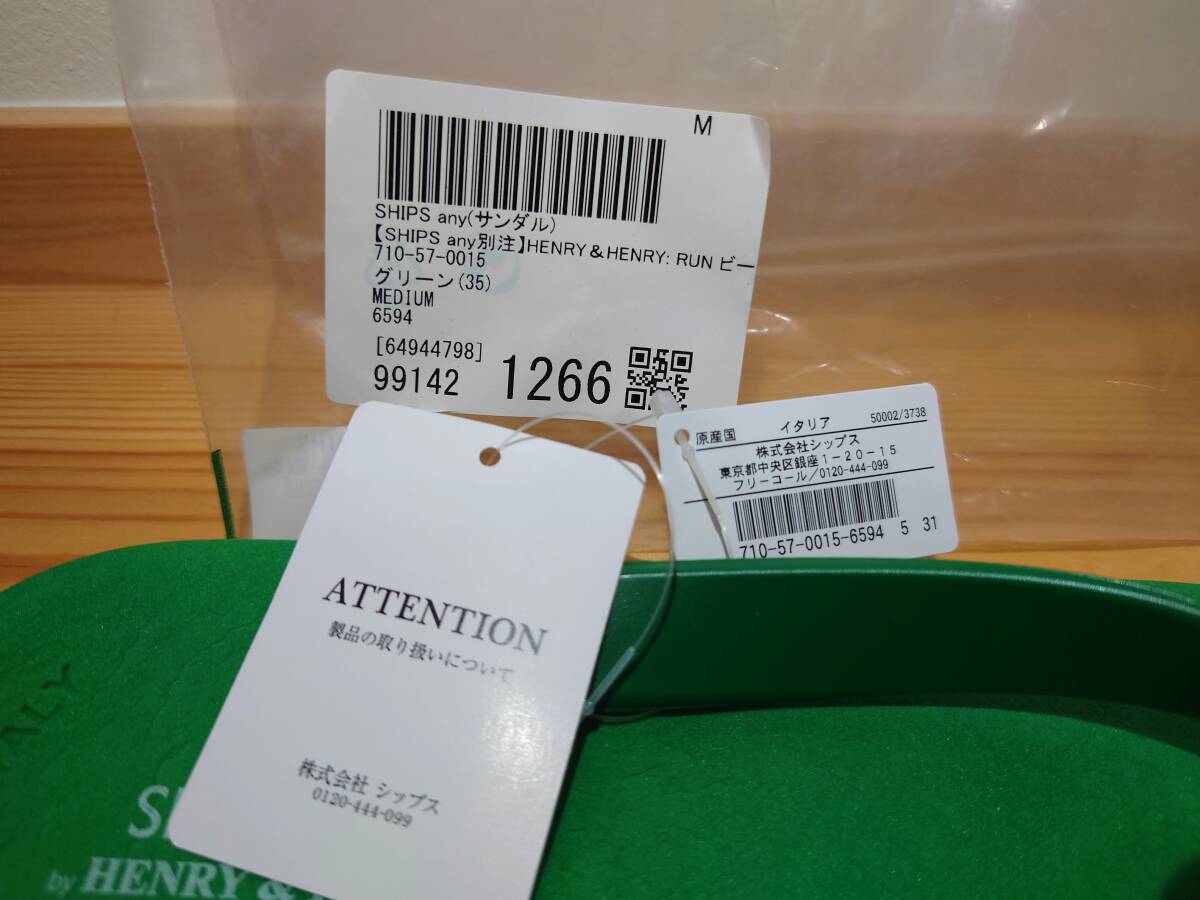 M
SHIPS any(サンダル)
【SHIPS any別注】HENRY&HENRY: RUN ビー
710-57-0015
グリーン(35)
MEDIUM
6594
[64944798]
99142 1266
原産国 イタリア 50002/3738
株式会社シップス
東京都中央区銀座1-20-15
フリーコール/0120-444-099
710-57-0015-6594 5 31
ATTENTION
製品の取り扱いについて
株式会社 シップス
0120-444-099
by HENRY &